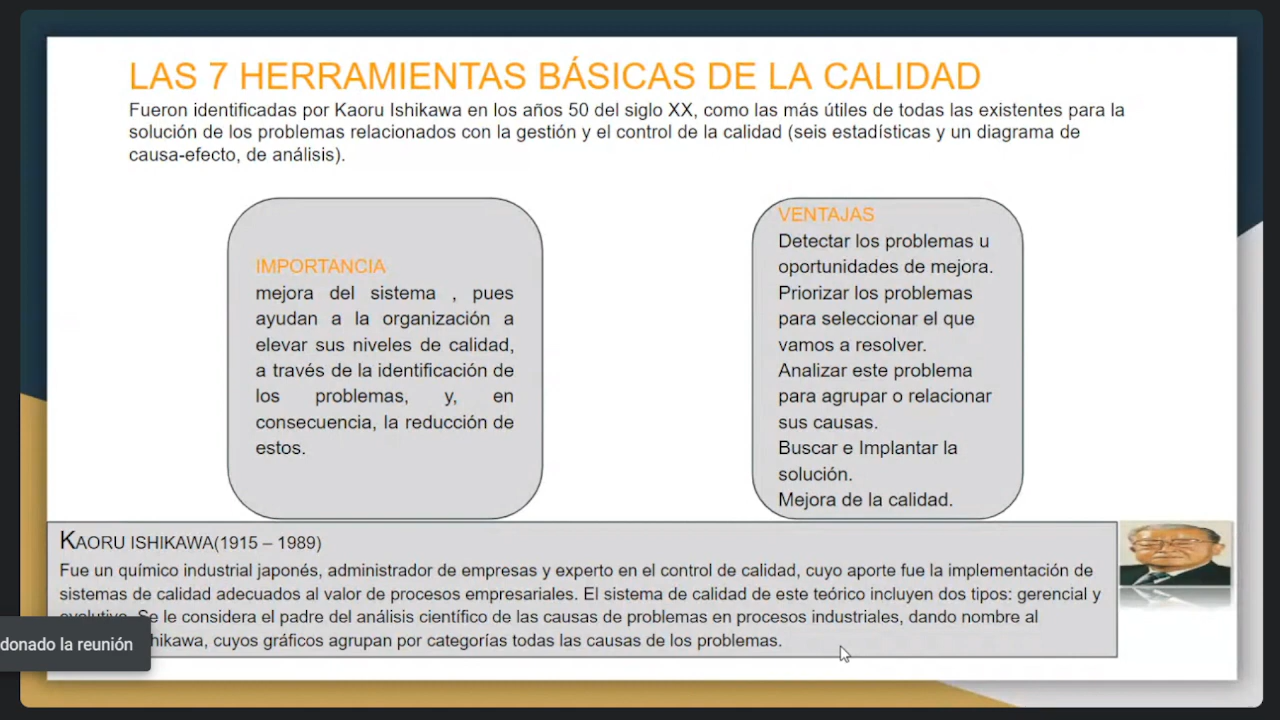 LAS 7 HERRAMIENTAS BÁSICAS DE LA CALIDAD
Fueron identificadas por Kaoru Ishikawa en los años 50 del siglo XX, como las más útiles de todas las existentes para la
solución de los problemas relacionados con la gestión y el control de la calidad (seis estadísticas y un diagrama de
causa-efecto, de análisis).
IMPORTANCIA
mejora del sistema , pues
ayudan a la organización a
elevar sus niveles de calidad,
a través de la identificación de
los problemas, y, en
consecuencia, la reducción de
estos.
VENTAJAS
Detectar los problemas u
oportunidades de mejora.
Priorizar los problemas
para seleccionar el que
vamos a resolver.
Analizar este problema
para agrupar o relacionar
sus causas.
Buscar e Implantar la
solución.
Mejora de la calidad.
KAORU ISHIKAWA(1915 – 1989)
Fue un químico industrial japonés, administrador de empresas y experto en el control de calidad, cuyo aporte fue la implementación de
sistemas de calidad adecuados al valor de procesos empresariales. El sistema de calidad de este teórico incluyen dos tipos: gerencial y
Se le considera el padre del análisis científico de las causas de problemas en procesos industriales, dando nombre al
hikawa, cuyos gráficos agrupan por categorías todas las causas de los problemas.
donado la reunión